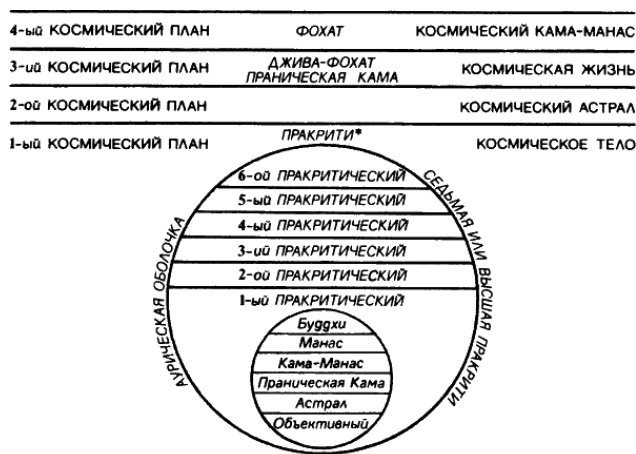 4-ый КОСМИЧЕСКИЙ ПЛАН ФОХАТ КОСМИЧЕСКИЙ КАМА-МАНАС
3-ий КОСМИЧЕСКИЙ ПЛАН ДЖИВА-ФОХАТ КОСМИЧЕСКАЯ ЖИЗНЬ
ПРАНИЧЕСКАЯ КАМА
2-ой КОСМИЧЕСКИЙ ПЛАН КОСМИЧЕСКИЙ АСТРАЛ
ПРАКРИТИ*
1-ый КОСМИЧЕСКИЙ ПЛАН КОСМИЧЕСКОЕ ТЕЛО
6-ой ПРАКРИТИЧЕСКИЙ
5-ый ПРАКРИТИЧЕСКИЙ
4-ый ПРАКРИТИЧЕСКИЙ
3-ий ПРАКРИТИЧЕСКИЙ
2-ой ПРАКРИТИЧЕСКИЙ
1-ый ПРАКРИТИЧЕСКИЙ
АУРИЧЕСКАЯ ОБОЛОЧКА
СЕДЬМАЯ ИЛИ ВЫСШАЯ ПРАКРИТИ
Буддхи
Манас
Кама-Манас
Праническая Кама
Астрал
Объективный